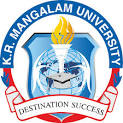 K.R. MANGALAM UNIVERSITY
DESTINATION SUCCESS